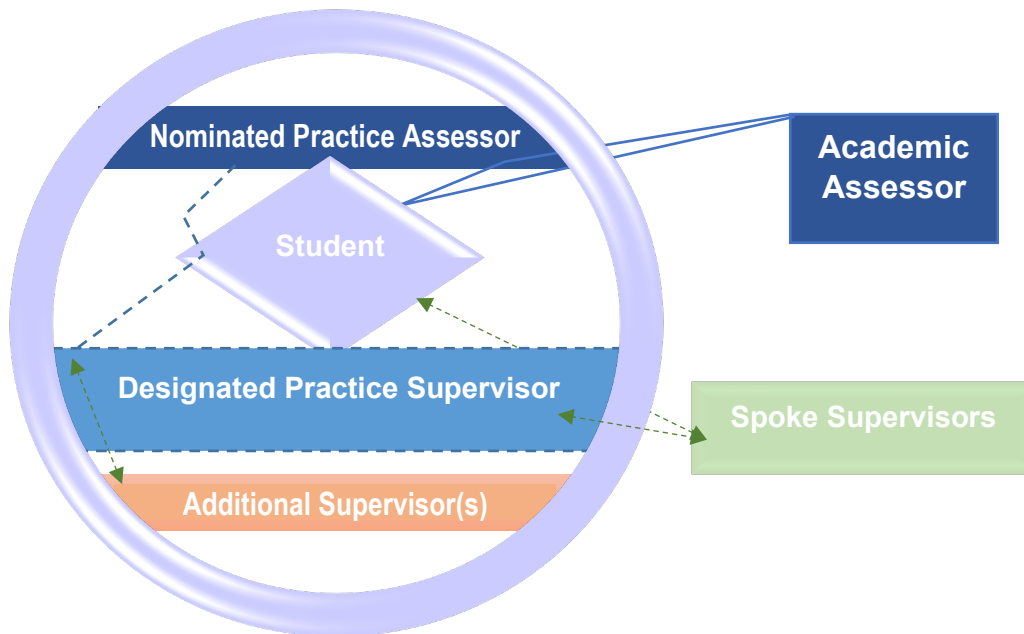 Nominated Practice Assessor
Academic
Assessor
Student
Designated Practice Supervisor
Spoke Supervisors
Additional Supervisor(s)